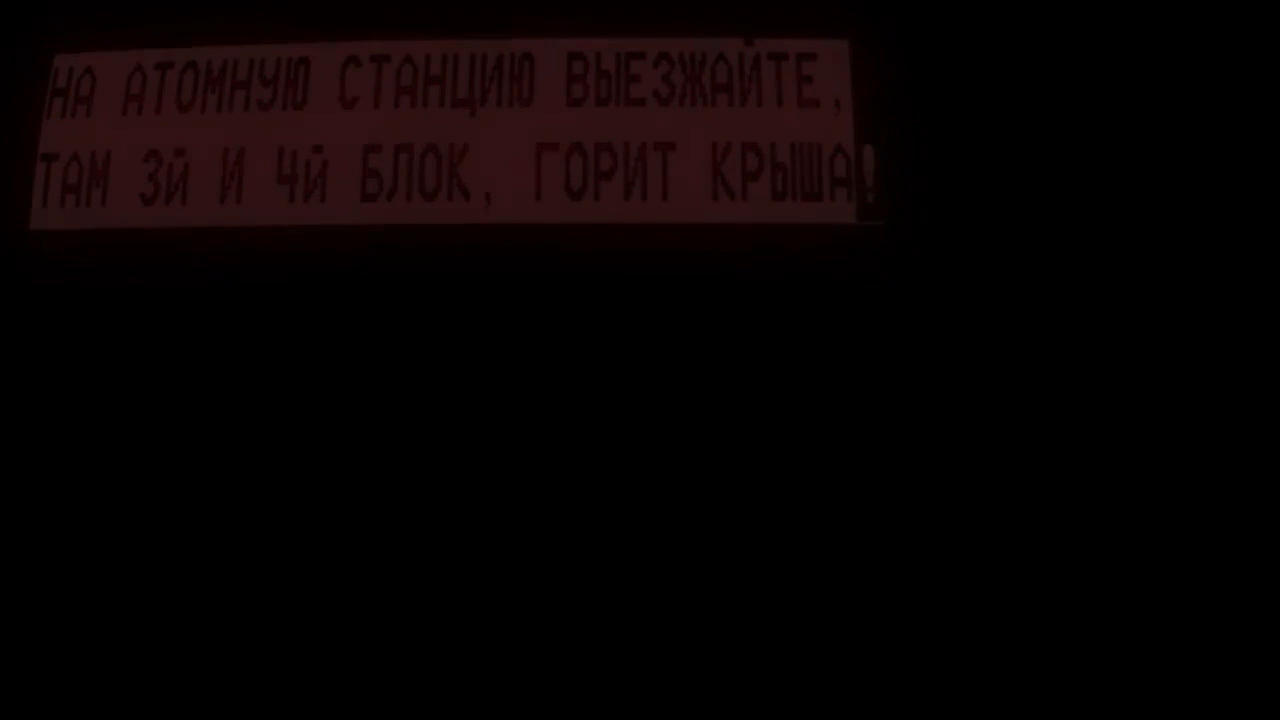 НА АТОМНУЮ СТАНЦИЮ ВЫЕЗЖАЙТЕ,
ТАМ 3й И 4й БЛОК, ГОРИТ КРЫША!